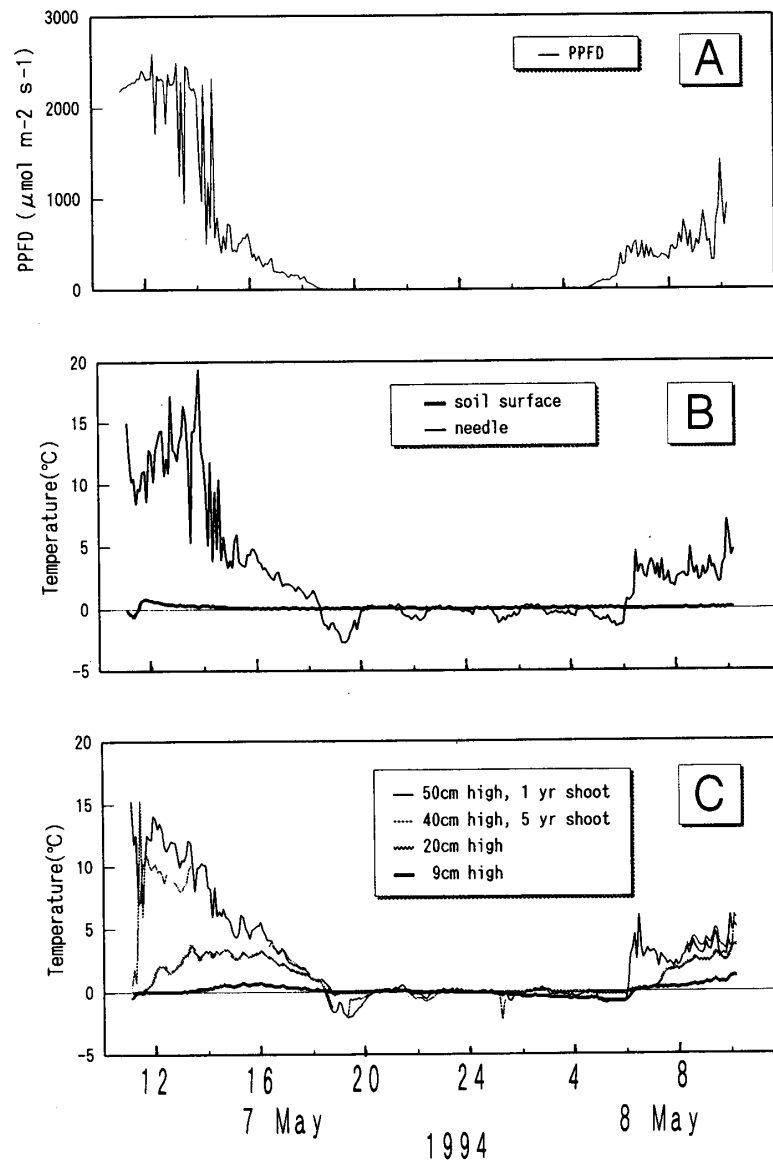 3000
2000
1000
0
PPFD (μmol m-2 s-1)
PPFD
A
20
15
10
5
0
-5
Temperature(°C)
soil surface
needle
B
20
15
10
5
0
-5
Temperature(°C)
50cm high, 1 yr shoot
40cm high, 5 yr shoot
20cm high
9cm high
C
12 16 20 24 4 8
7 May 8 May
1994